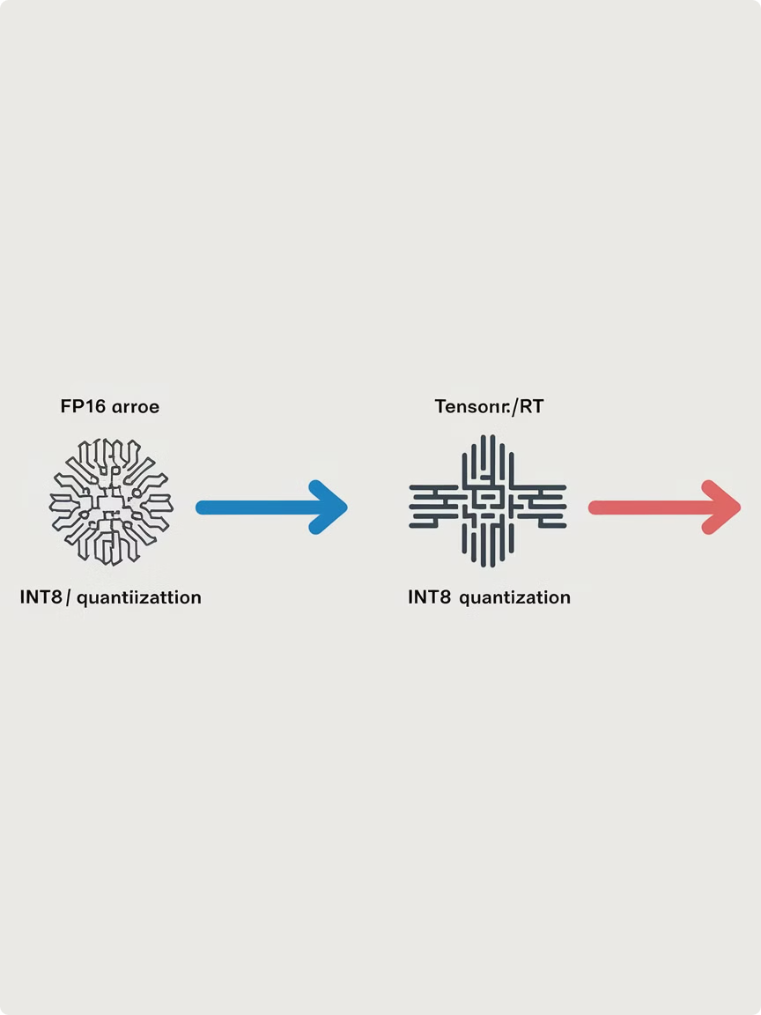 FP16 arroe
Tensonr./RT
INT8/ quantiizattion
INT8 quantization